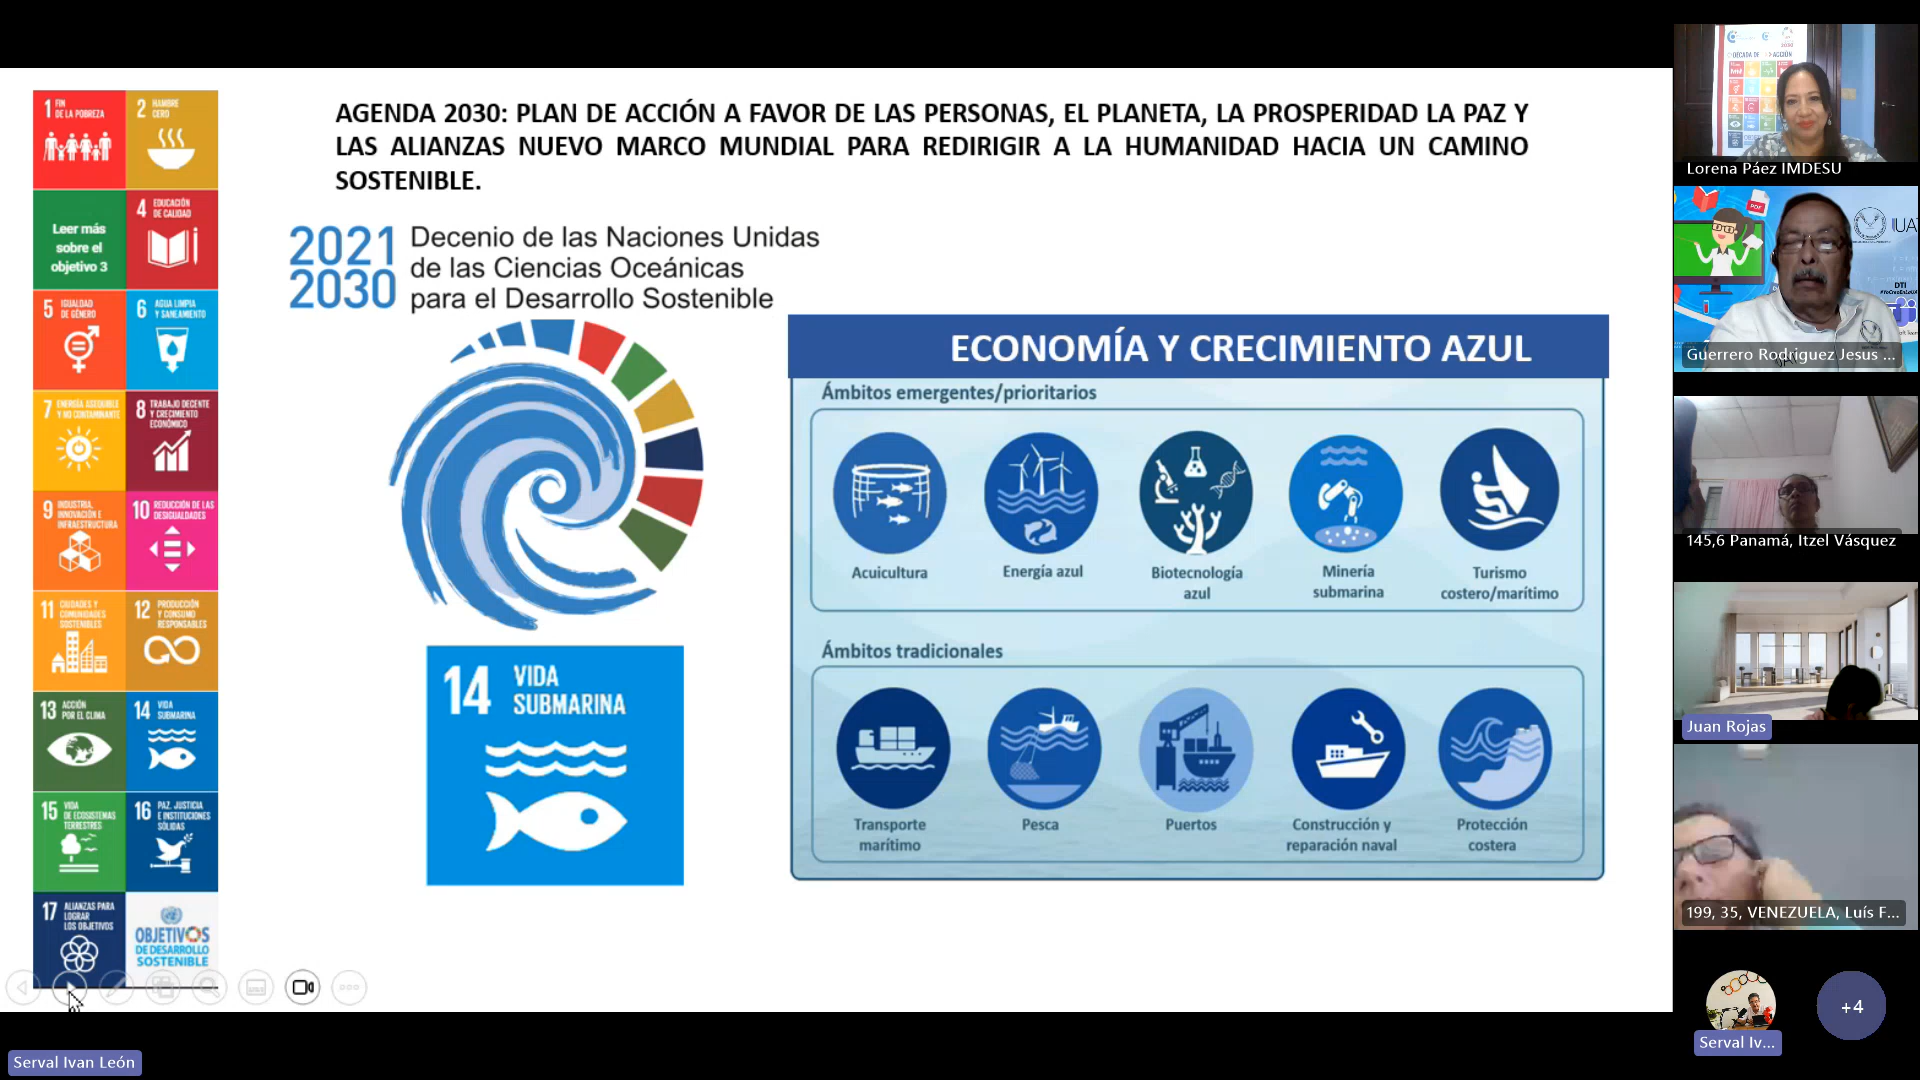 AGENDA 2030: PLAN DE ACCIÓN A FAVOR DE LAS PERSONAS, EL PLANETA, LA PROSPERIDAD LA PAZ Y
LAS ALIANZAS NUEVO MARCO MUNDIAL PARA REDIRIGIR A LA HUMANIDAD HACIA UN CAMINO
SOSTENIBLE.
1 FIN
DE LA POBREZA
2 HAMBRE
CERO
Leer más
sobre el
objetivo 3
4 EDUCACIÓN
DE CALIDAD
5 IGUALDAD
DE GÉNERO
6 AGUA LIMPIA
Y SANEAMIENTO
7 ENERGÍA ASEQUIBLE
Y NO CONTAMINANTE
8 TRABAJO DECENTE
Y CRECIMIENTO
ECONÓMICO
9 INDUSTRIA,
INNOVACIÓN E
INFRAESTRUCTURA
10 REDUCCIÓN DE LAS
DESIGUALDADES
11 CIUDADES Y
COMUNIDADES
SOSTENIBLES
12 PRODUCCIÓN
Y CONSUMO
RESPONSABLES
13 ACCIÓN
POR EL CLIMA
14 VIDA
SUBMARINA
15 VIDA
DE ECOSISTEMAS
TERRESTRES
16 PAZ, JUSTICIA
E INSTITUCIONES
SÓLIDAS
17 ALIANZAS PARA
LOGRAR
LOS OBJETIVOS
OBJETIVOS
DE DESARROLLO
SOSTENIBLE
2021
2030
Decenio de las Naciones Unidas
de las Ciencias Oceánicas
para el Desarrollo Sostenible
14 VIDA
SUBMARINA
ECONOMÍA Y CRECIMIENTO AZUL
Ámbitos emergentes/prioritarios
Acuicultura
Energía azul
Biotecnología
azul
Minería
submarina
Turismo
costero/marítimo
Ámbitos tradicionales
Transporte
marítimo
Pesca
Puertos
Construcción y
reparación naval
Protección
costera
Serval Ivan León
DÉCADA DE ACCIÓN
Lorena Páez IMDESU
PDF
DTI
Guerrero Rodriguez Jesus ...
145,6 Panamá, Itzel Vásquez
Juan Rojas
199, 35, VENEZUELA, Luís F...
Serval Iv...
+4